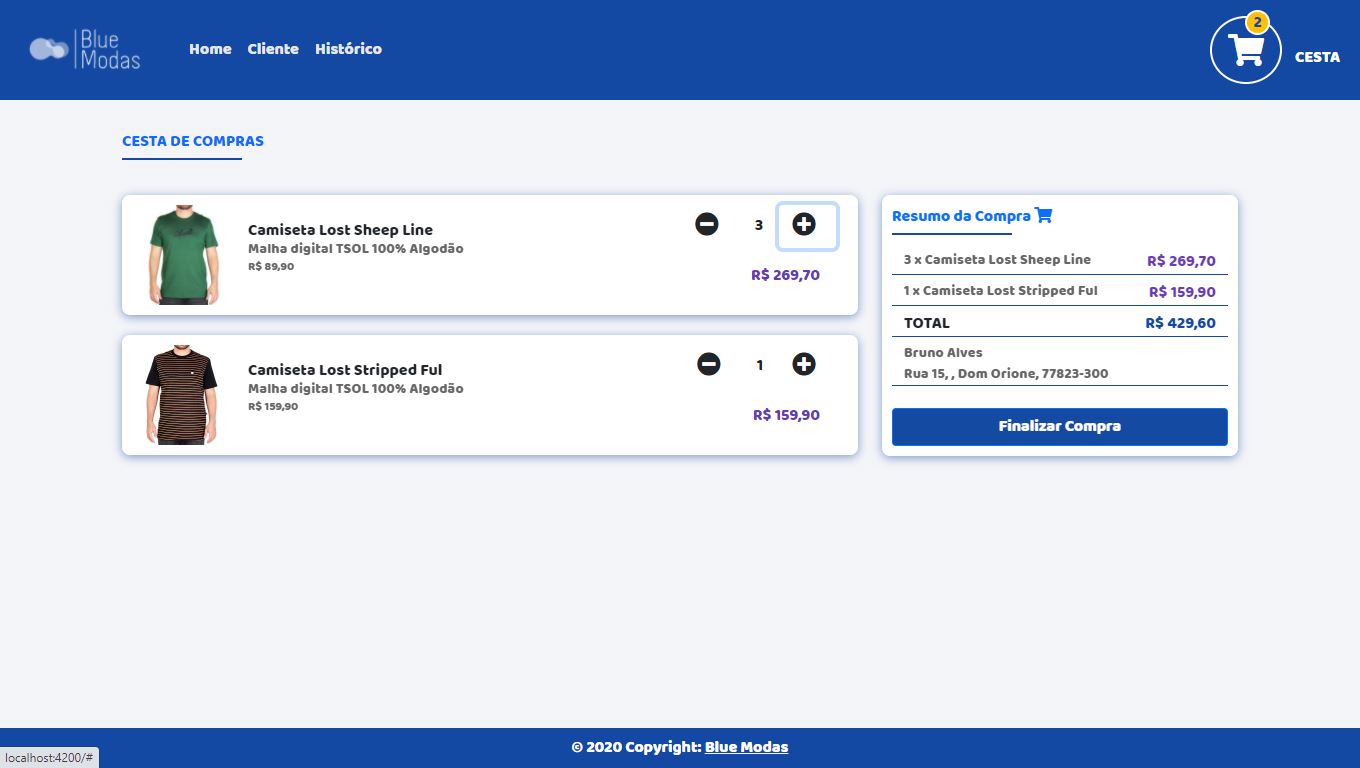 Blue
Modas
Home Cliente Histórico
2
CESTA
CESTA DE COMPRAS
Camiseta Lost Sheep Line
Malha digital TSOL 100% Algodão
R$ 89,90
3
R$ 269,70
Camiseta Lost Stripped Ful
Malha digital TSOL 100% Algodão
R$ 159,90
1
R$ 159,90
Resumo da Compra
3 x Camiseta Lost Sheep Line R$ 269,70
1 x Camiseta Lost Stripped Ful R$ 159,90
TOTAL R$ 429,60
Bruno Alves
Rua 15, , Dom Orione, 77823-300
Finalizar Compra
© 2020 Copyright: Blue Modas
localhost:4200/#